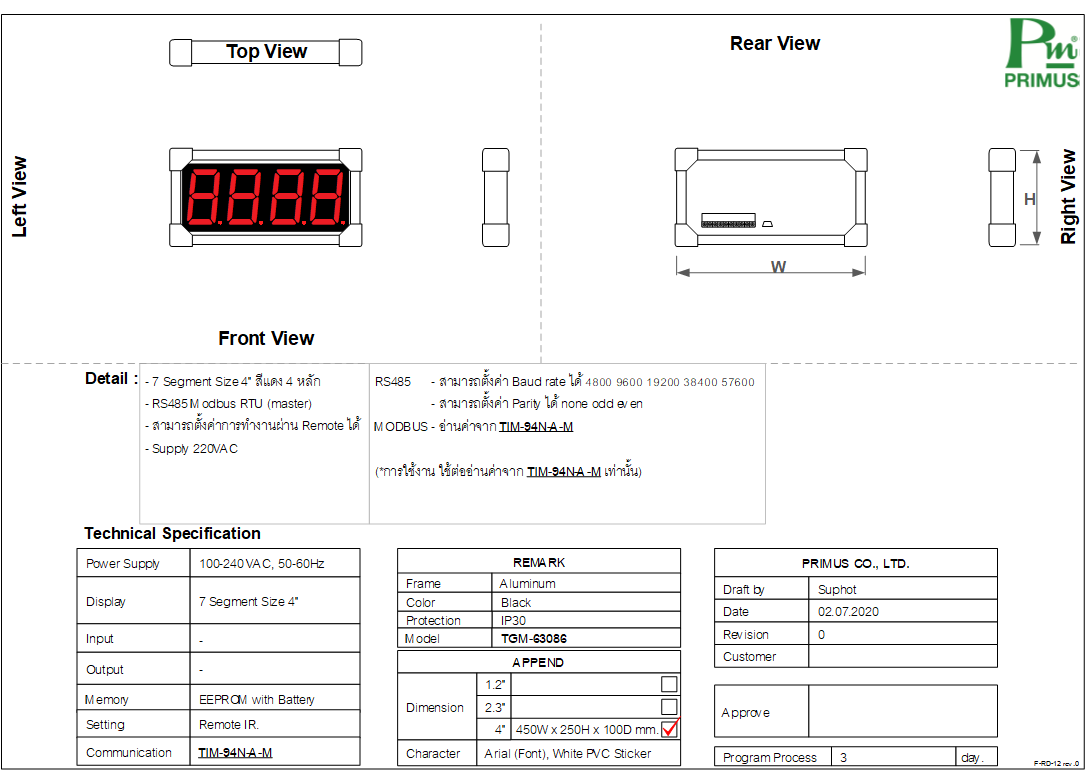 Top View
Rear View
Pm®
PRIMUS
Left View
8.8.8.8.
H
Right View
W
Front View
Detail :
- 7 Segment Size 4" สีแดง 4 หลัก
- RS485 Modbus RTU (master)
- สามารถตั้งค่าการทำงานผ่าน Remote ได้
- Supply 220VAC
RS485 - สามารถตั้งค่า Baud rate ได้ 4800 9600 19200 38400 57600
- สามารถตั้งค่า Parity ได้ none odd even
MODBUS - อ่านค่าจาก TIM-94N-A-M
(*การใช้งาน ใช้ต่ออ่านค่าจาก TIM-94N-A-M เท่านั้น)
Technical Specification
Power Supply 100-240VAC, 50-60Hz
Display 7 Segment Size 4"
Input -
Output -
Memory EEPROM with Battery
Setting Remote IR.
Communication TIM-94N-A-M
REMARK
Frame Aluminum
Color Black
Protection IP30
Model TGM-63086
APPEND
Dimension
1.2"
2.3"
4" 450W x 250H x 100D mm.
Character Arial (Font), White PVC Sticker
PRIMUS CO., LTD.
Draft by Suphot
Date 02.07.2020
Revision 0
Customer
Approve
Program Process 3 day.
F-RD-12 rev.0